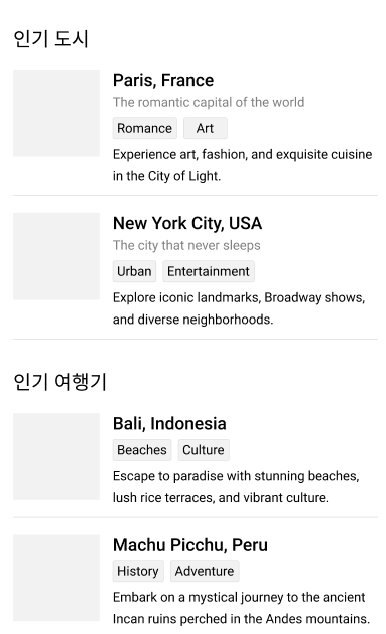 인기 도시
Paris, France
The romantic capital of the world
Romance Art
Experience art, fashion, and exquisite cuisine
in the City of Light.
New York City, USA
The city that never sleeps
Urban Entertainment
Explore iconic landmarks, Broadway shows,
and diverse neighborhoods.
인기 여행기
Bali, Indonesia
Beaches Culture
Escape to paradise with stunning beaches,
lush rice terraces, and vibrant culture.
Machu Picchu, Peru
History Adventure
Embark on a mystical journey to the ancient
Incan ruins perched in the Andes mountains.